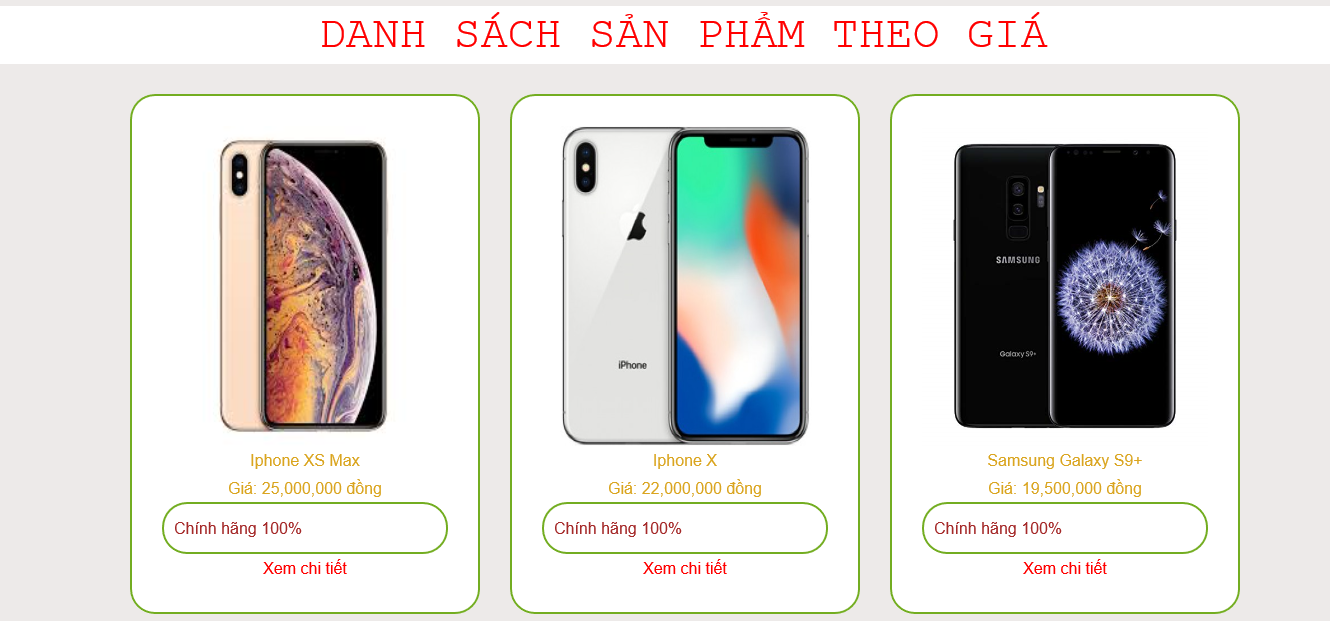 DANH SÁCH SẢN PHẨM THEO GIÁ
SAMSUNG
Galaxy S9+
iPhone
Iphone XS Max
Giá: 25,000,000 đồng
Chính hãng 100%
Xem chi tiết
Iphone X
Giá: 22,000,000 đồng
Chính hãng 100%
Xem chi tiết
Samsung Galaxy S9+
Giá: 19,500,000 đồng
Chính hãng 100%
Xem chi tiết